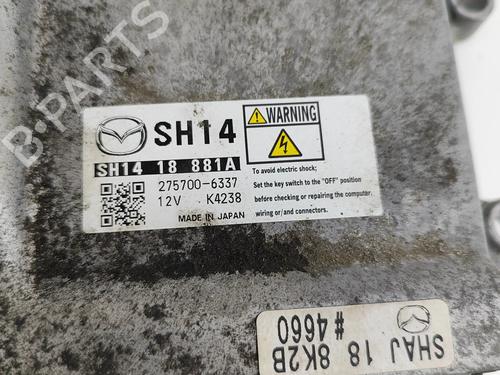 B-PARTS
SH14
WARNING
SH14 18 881A
275700-6337
12V K4238
MADE IN JAPAN
To avoid electric shock;
Set the key switch to the "OFF" position
before checking or repairing the computer
wiring or/and connectors.
SHAJ 18 8K2B
#4660